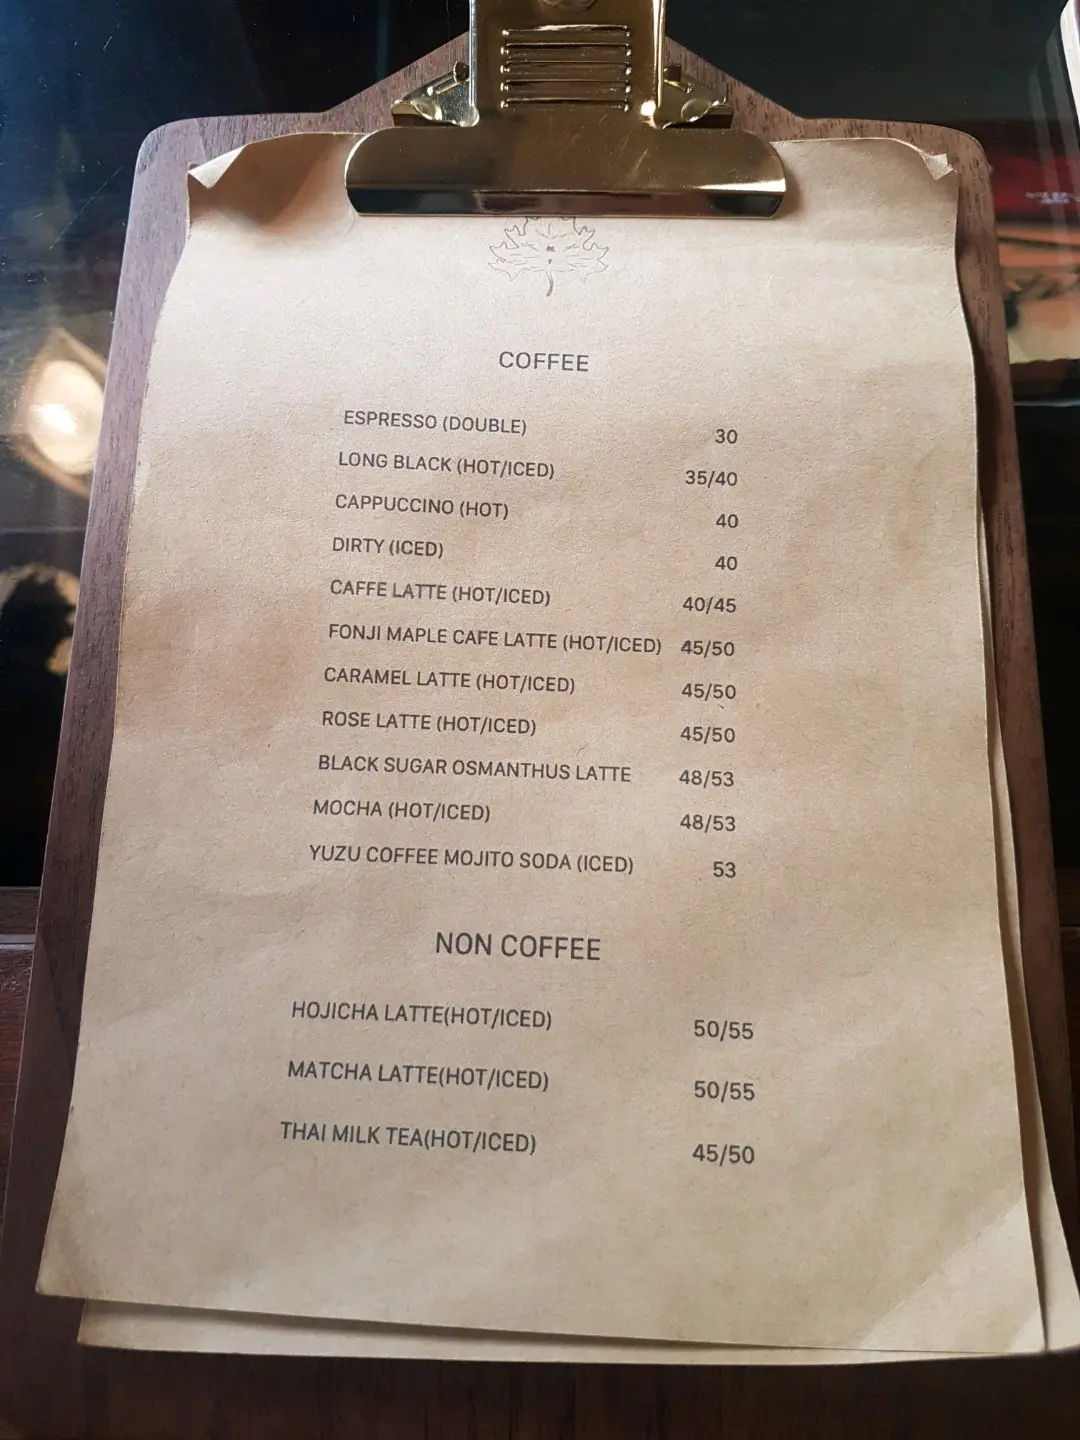 COFFEE
ESPRESSO (DOUBLE) 30
LONG BLACK (HOT/ICED) 35/40
CAPPUCCINO (HOT) 40
DIRTY (ICED) 40
CAFFE LATTE (HOT/ICED) 40/45
FONJI MAPLE CAFE LATTE (HOT/ICED) 45/50
CARAMEL LATTE (HOT/ICED) 45/50
ROSE LATTE (HOT/ICED) 45/50
BLACK SUGAR OSMANTHUS LATTE 48/53
MOCHA (HOT/ICED) 48/53
YUZU COFFEE MOJITO SODA (ICED) 53
NON COFFEE
HOJICHA LATTE(HOT/ICED) 50/55
MATCHA LATTE(HOT/ICED) 50/55
THAI MILK TEA(HOT/ICED) 45/50